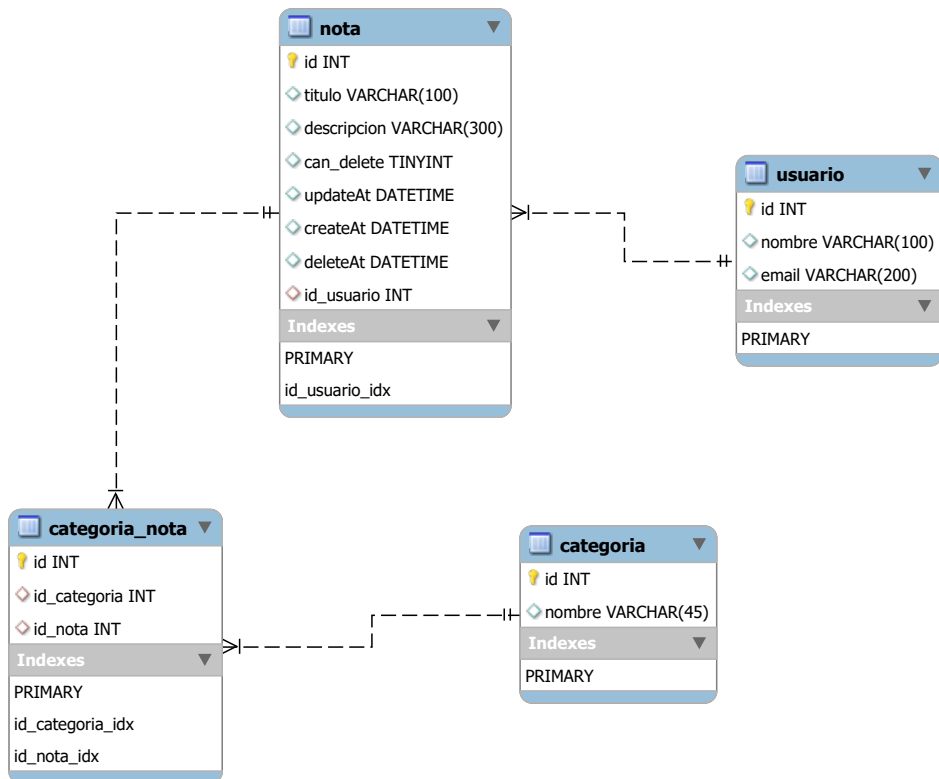 nota
id INT
titulo VARCHAR(100)
descripcion VARCHAR(300)
can_delete TINYINT
updateAt DATETIME
createAt DATETIME
deleteAt DATETIME
id_usuario INT
Indexes
PRIMARY
id_usuario_idx
usuario
id INT
nombre VARCHAR(100)
email VARCHAR(200)
Indexes
PRIMARY
categoria_nota
id INT
id_categoria INT
id_nota INT
Indexes
PRIMARY
id_categoria_idx
id_nota_idx
categoria
id INT
nombre VARCHAR(45)
Indexes
PRIMARY